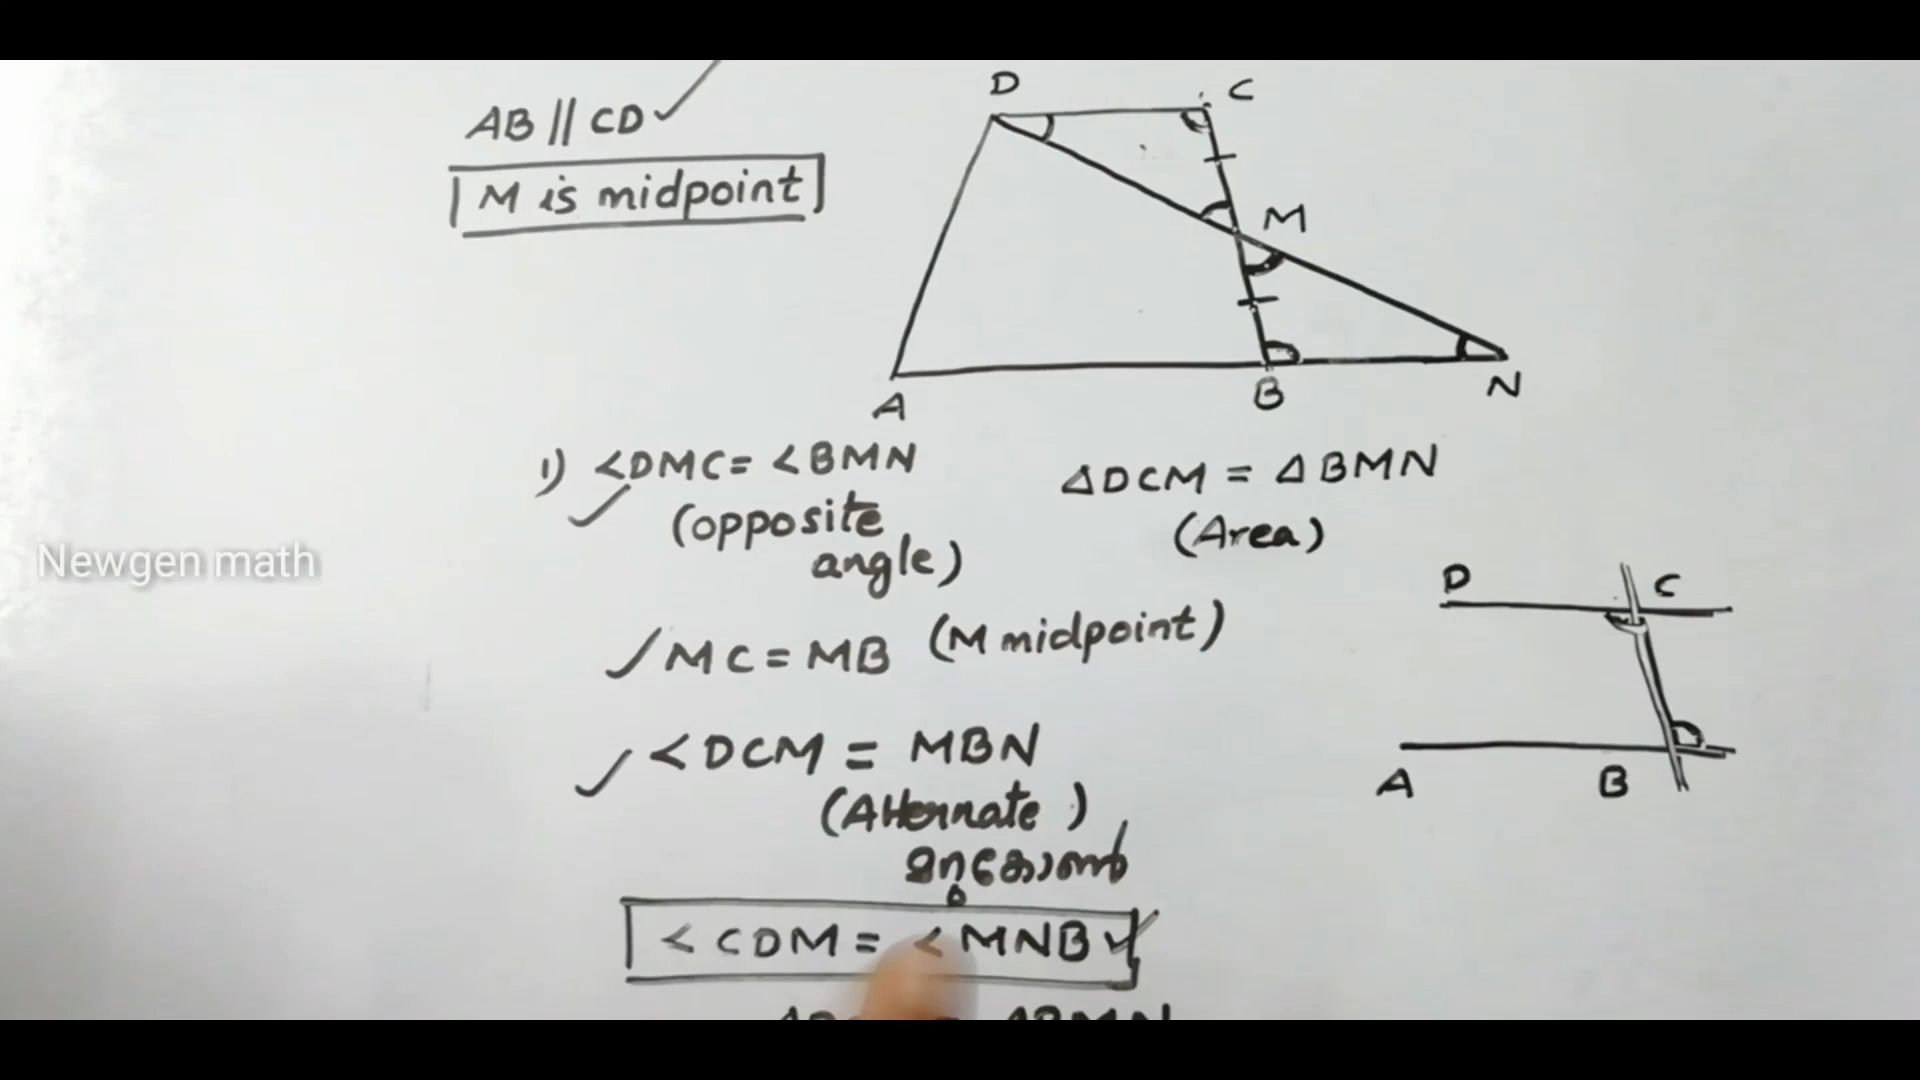 AB || CD
M is midpoint
D
C
M
A
B
N
1) <DMC = <BMN
(opposite
angle)
ΔDCM = ΔBMN
(Area)
MC = MB (M midpoint)
<DCM = MBN
(Alternate)
മറുകോൺ
<CDM = <MNB
D
C
A
B
Newgen math